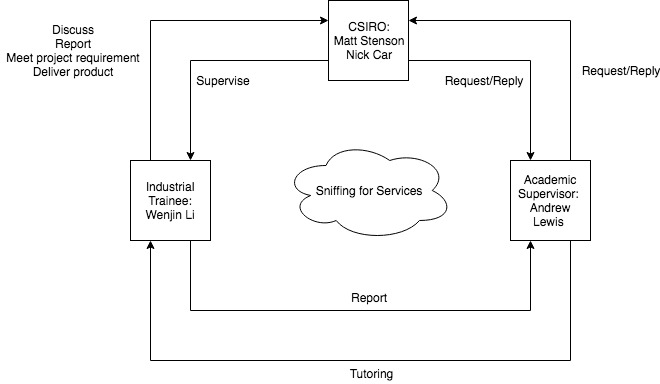 Discuss
Report
Meet project requirement
Deliver product
CSIRO:
Matt Stenson
Nick Car
Request/Reply
Supervise
Request/Reply
Industrial
Trainee:
Wenjin Li
Sniffing for Services
Academic
Supervisor:
Andrew
Lewis
Report
Tutoring